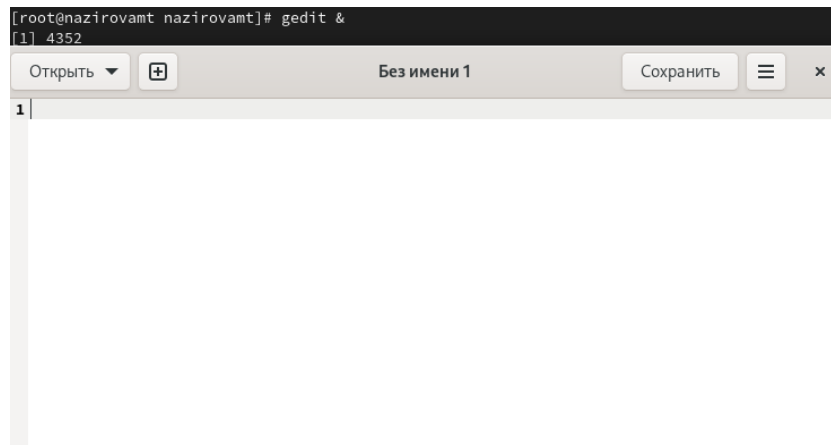 [root@nazirovamt nazirovamt]# gedit &
[1] 4352
Открыть Без имени 1 Сохранить
1